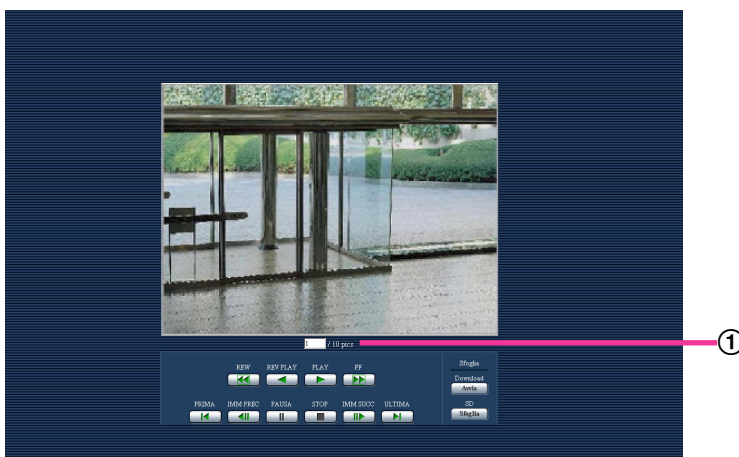 1 / 10 pics
①
REW REV PLAY PLAY FF
PRIMA IMM PREC PAUSA STOP IMM SUCC ULTIMA
Sfoglia
Download
Avvia
SD
Sfoglia